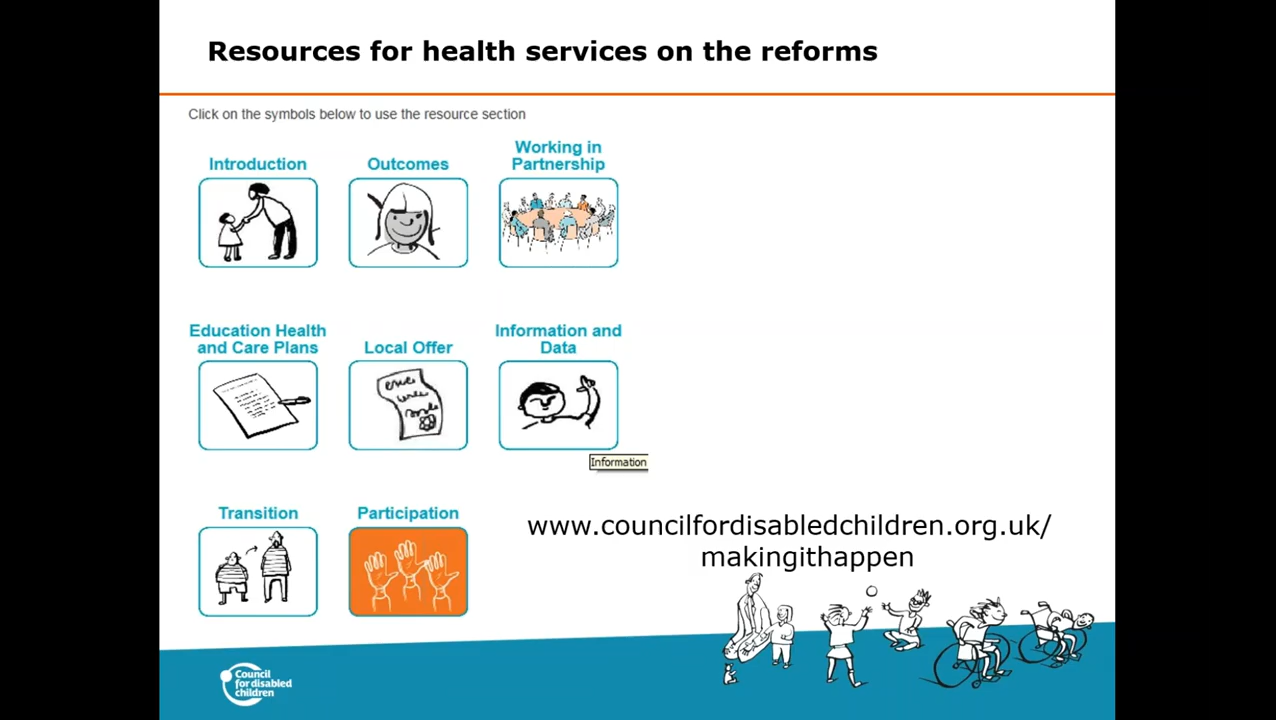 Resources for health services on the reforms
Click on the symbols below to use the resource section
Introduction
Outcomes
Working in
Partnership
Education Health
and Care Plans
Local Offer
Information and
Data
Information
Transition
Participation
www.councilfordisabledchildren.org.uk/
makingithappen
Council
for disabled
children